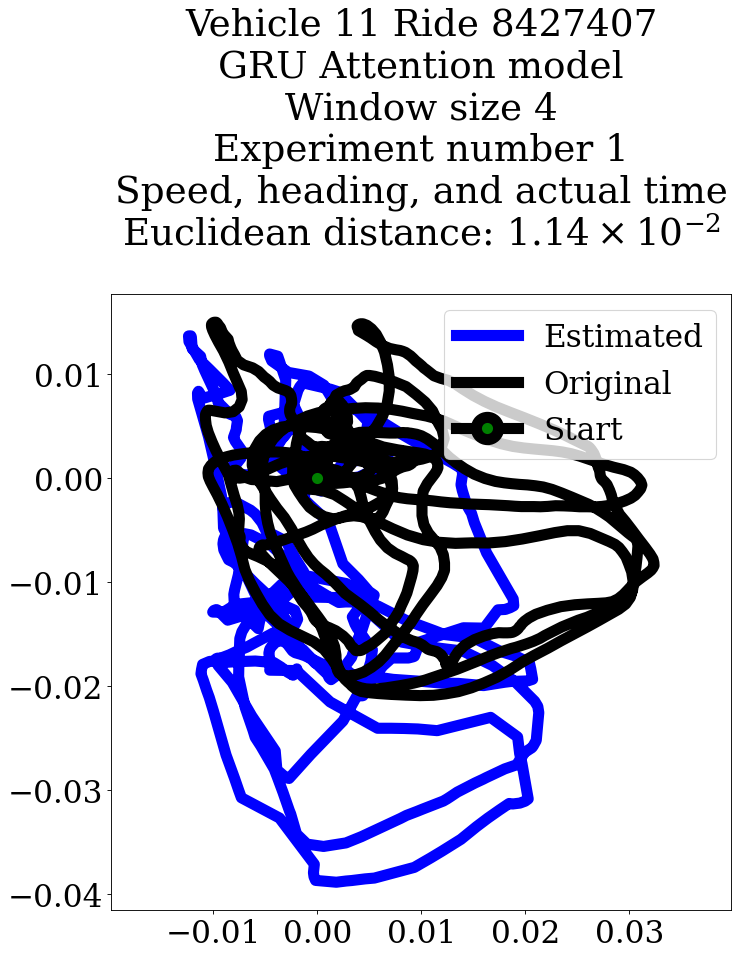 Vehicle 11 Ride 8427407
GRU Attention model
Window size 4
Experiment number 1
Speed, heading, and actual time
Euclidean distance: 1.14 × 10⁻²
Estimated
Original
Start
0.01
0.00
−0.01
−0.02
−0.03
−0.04
−0.01 0.00 0.01 0.02 0.03